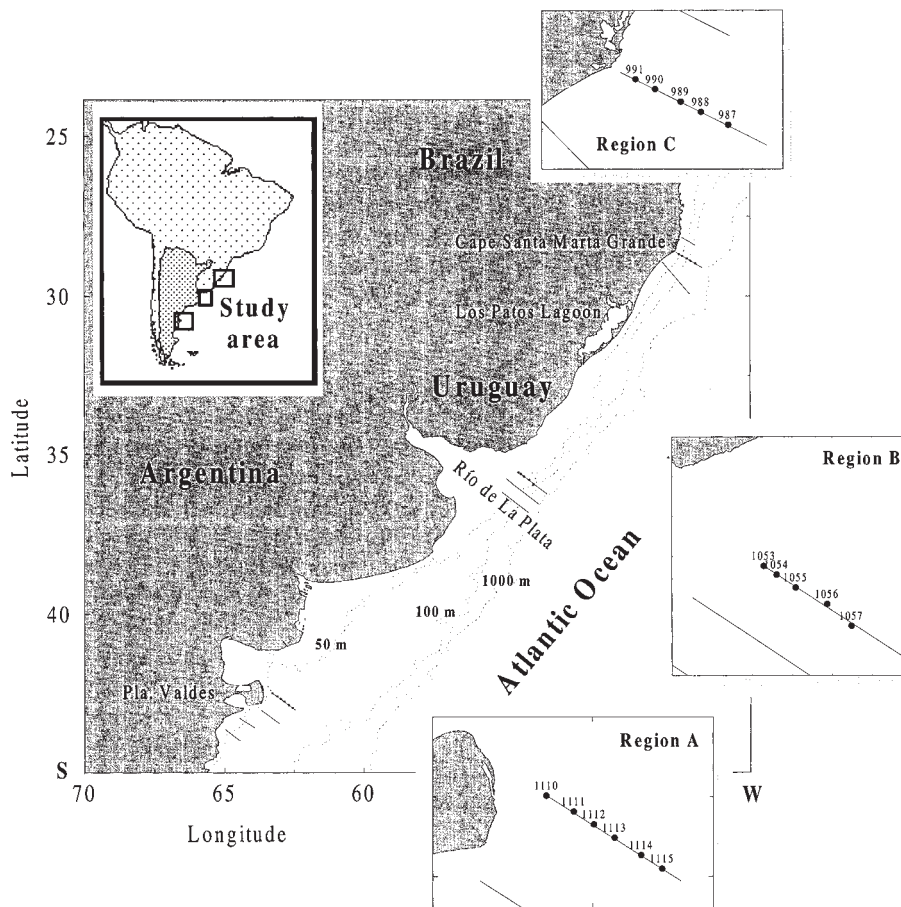 991
990
989
988
987
Region C
25
Brazil
Cape Santa Marta Grande
30
Study
area
Los Patos Lagoon
Uruguay
Latitude
35
Argentina
Río de La Plata
Region B
1053
1054
1055
1056
1057
1000 m
100 m
40
50 m
Atlantic Ocean
Pla. Valdés
Region A
1110
1111
1112
1113
1114
1115
S
70
65
60
W
Longitude